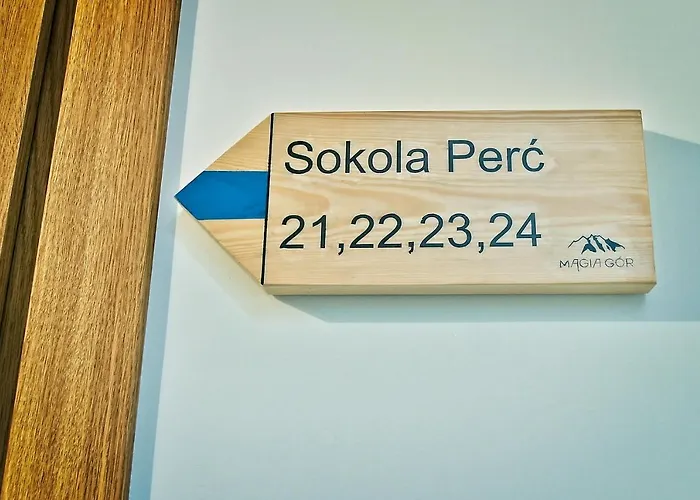 Sokola Perć
21,22,23,24
MAGIA GÓR